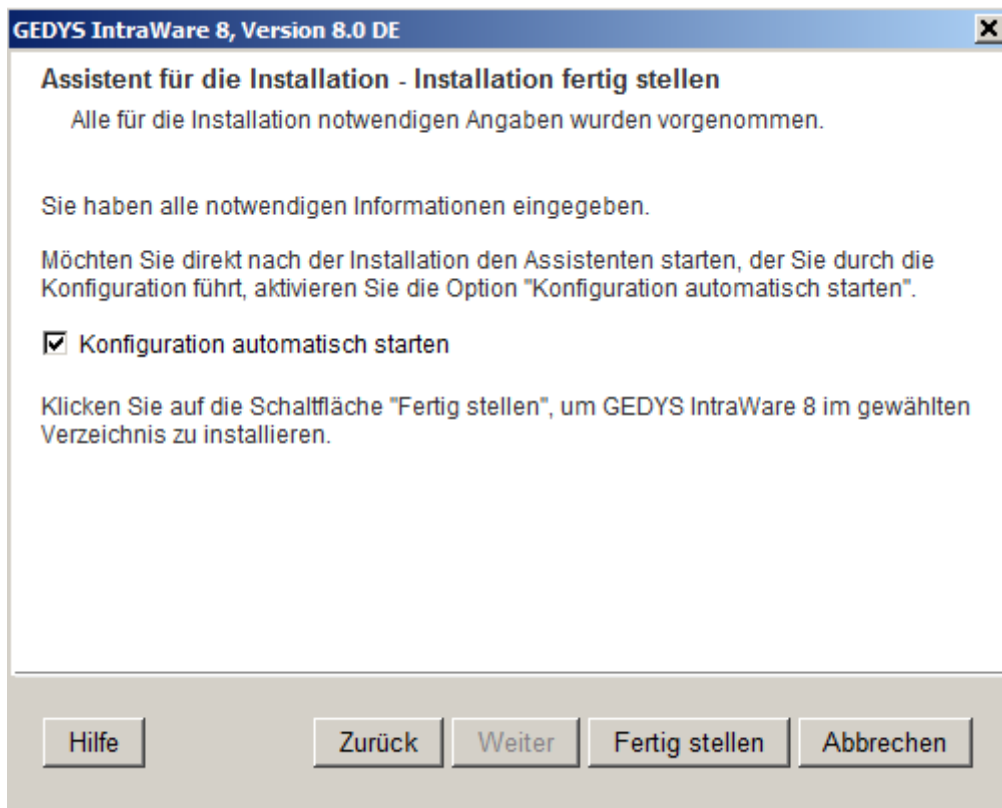 GEDYS IntraWare 8, Version 8.0 DE
Assistent für die Installation - Installation fertig stellen
Alle für die Installation notwendigen Angaben wurden vorgenommen.
Sie haben alle notwendigen Informationen eingegeben.
Möchten Sie direkt nach der Installation den Assistenten starten, der Sie durch die
Konfiguration führt, aktivieren Sie die Option "Konfiguration automatisch starten".
Konfiguration automatisch starten
Klicken Sie auf die Schaltfläche "Fertig stellen", um GEDYS IntraWare 8 im gewählten
Verzeichnis zu installieren.
Hilfe Zurück Weiter Fertig stellen Abbrechen